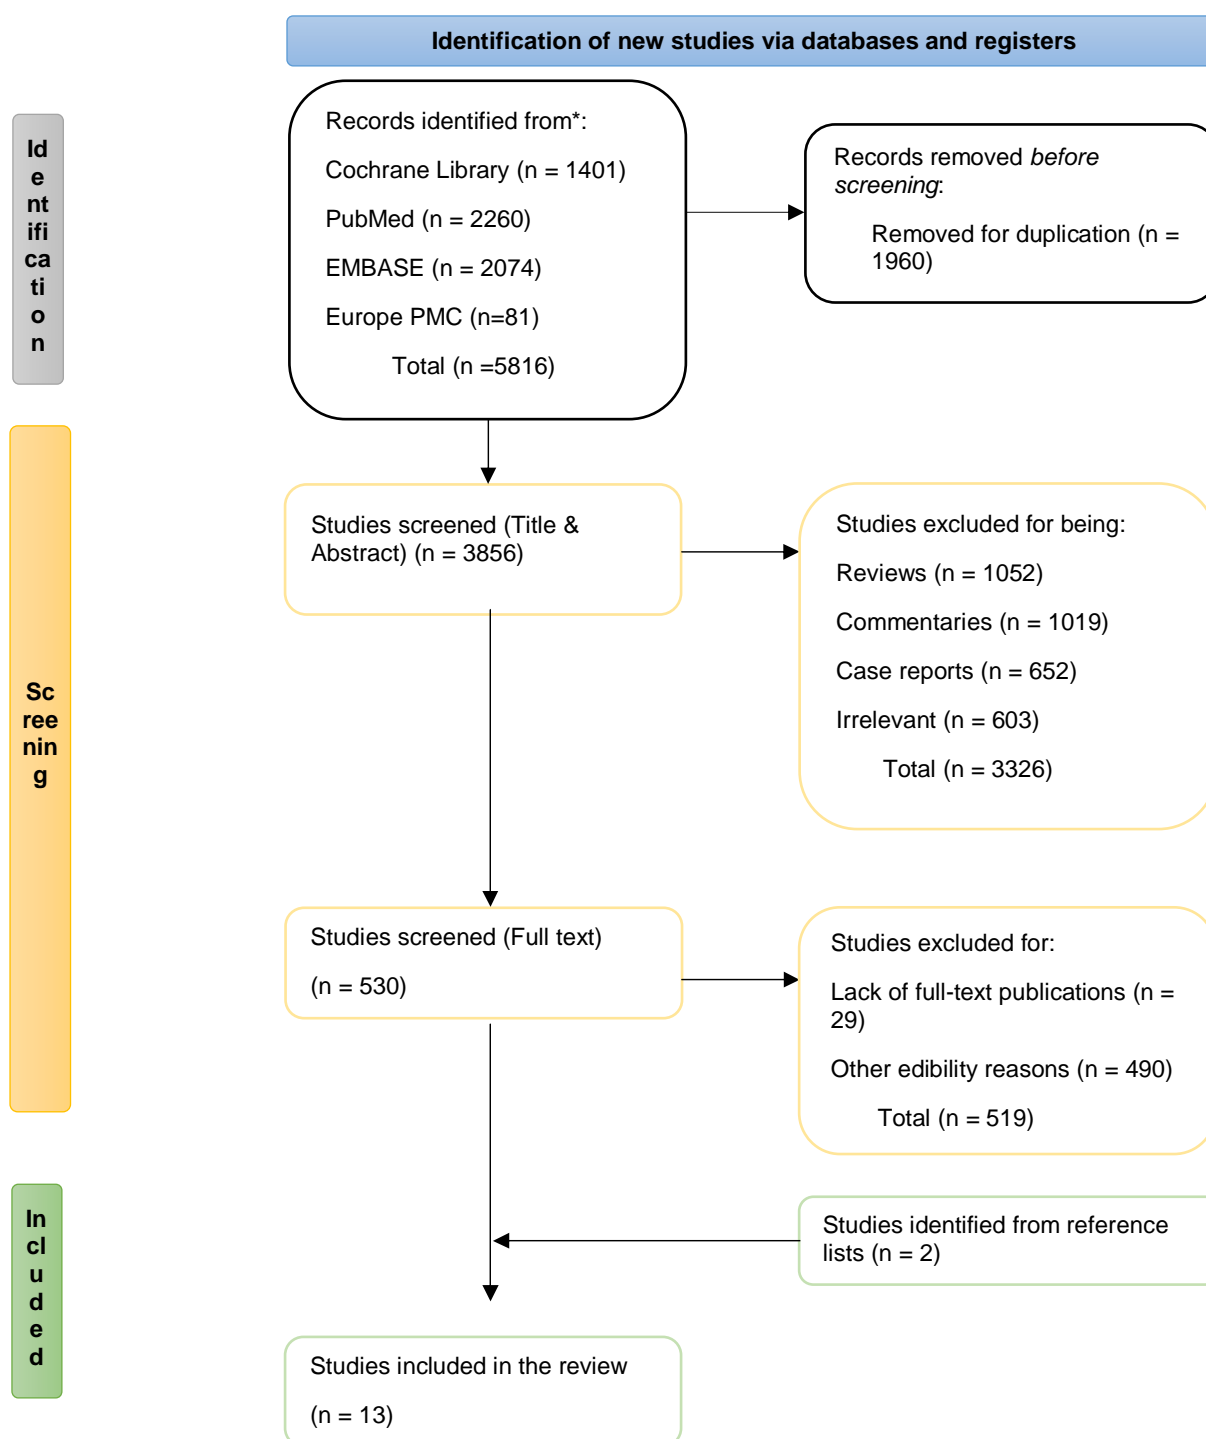 Identification of new studies via databases and registers
Id
e
nt
ifi
ca
ti
o
n
Records identified from*:
Cochrane Library (n = 1401)
PubMed (n = 2260)
EMBASE (n = 2074)
Europe PMC (n=81)
Total (n =5816)
Records removed before
screening:
Removed for duplication (n =
1960)
Sc
ree
nin
g
Studies screened (Title &
Abstract) (n = 3856)
Studies excluded for being:
Reviews (n = 1052)
Commentaries (n = 1019)
Case reports (n = 652)
Irrelevant (n = 603)
Total (n = 3326)
Studies screened (Full text)
(n = 530)
Studies excluded for:
Lack of full-text publications (n =
29)
Other edibility reasons (n = 490)
Total (n = 519)
In
cl
u
d
e
d
Studies identified from reference
lists (n = 2)
Studies included in the review
(n = 13)